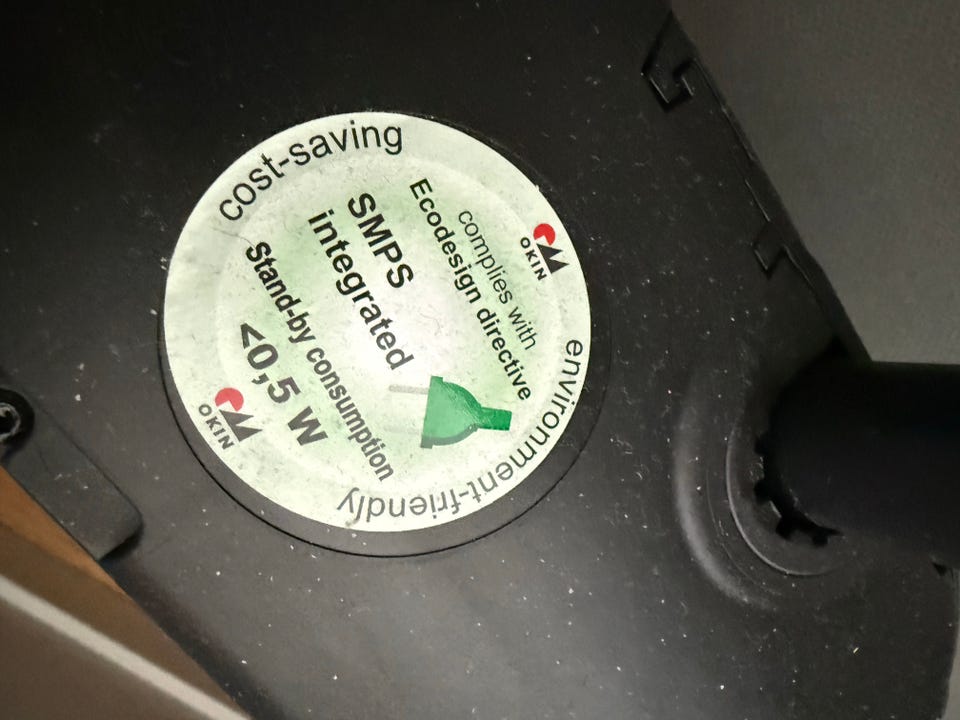 cost-saving
OKIN
complies with
Ecodesign directive
SMPS
integrated
Stand-by consumption
<0,5 W
OKIN
environment-friendly